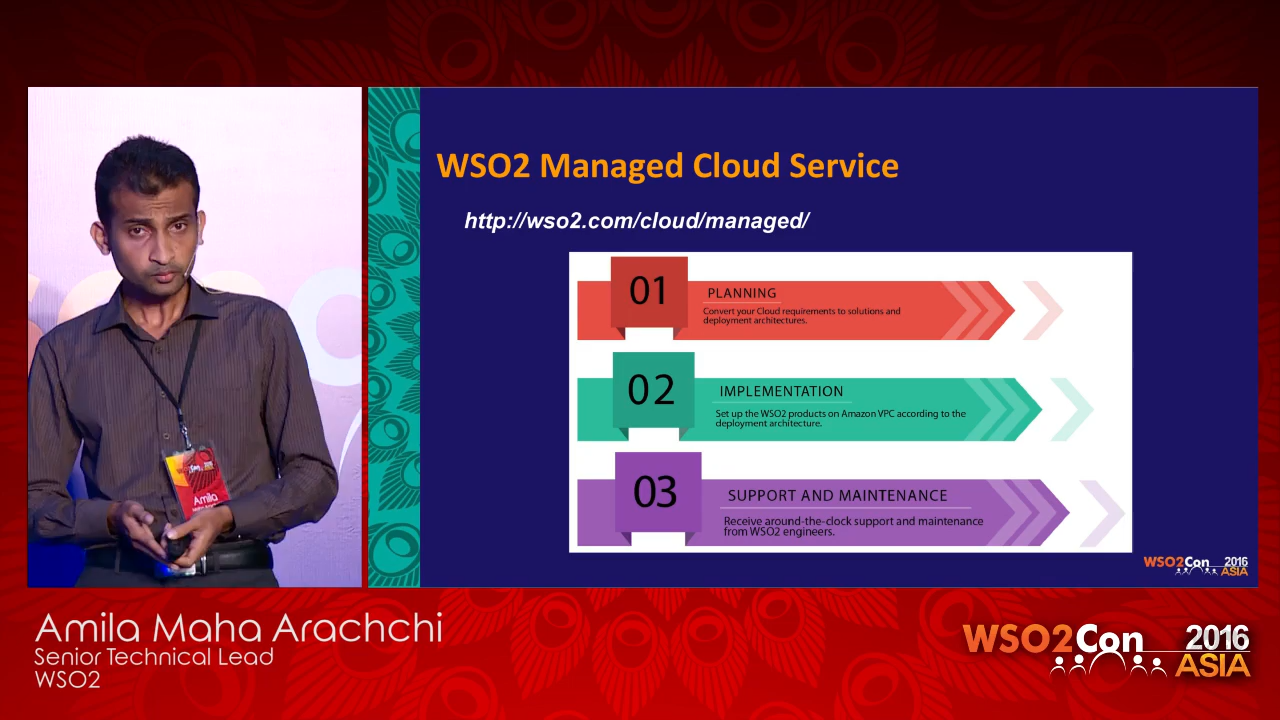 WSO2 Managed Cloud Service
http://wso2.com/cloud/managed/
01
PLANNING
Convert your Cloud requirements to solutions and
deployment architectures.
02
IMPLEMENTATION
Set up the WSO2 products on Amazon VPC according to the
deployment architecture.
03
SUPPORT AND MAINTENANCE
Receive around-the-clock support and maintenance
from WSO2 engineers.
WSO2Con 2016
ASIA
Amila
Amila Maha Arachchi
Senior Technical Lead
WSO2
WSO2Con 2016
ASIA